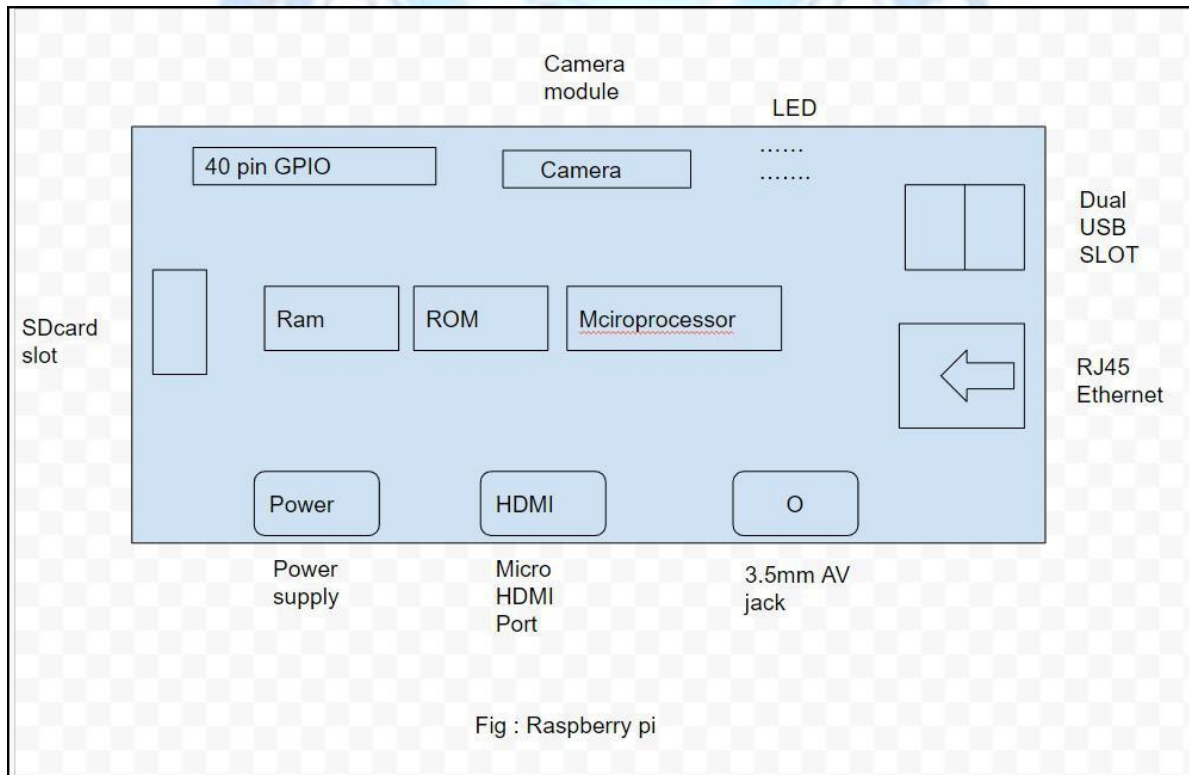 Camera
module
LED
40 pin GPIO
Camera
......
.......
Dual
USB
SLOT
SDcard
slot
Ram
ROM
Mciroprocessor
RJ45
Ethernet
Power
HDMI
O
Power
supply
Micro
HDMI
Port
3.5mm AV
jack
Fig : Raspberry pi